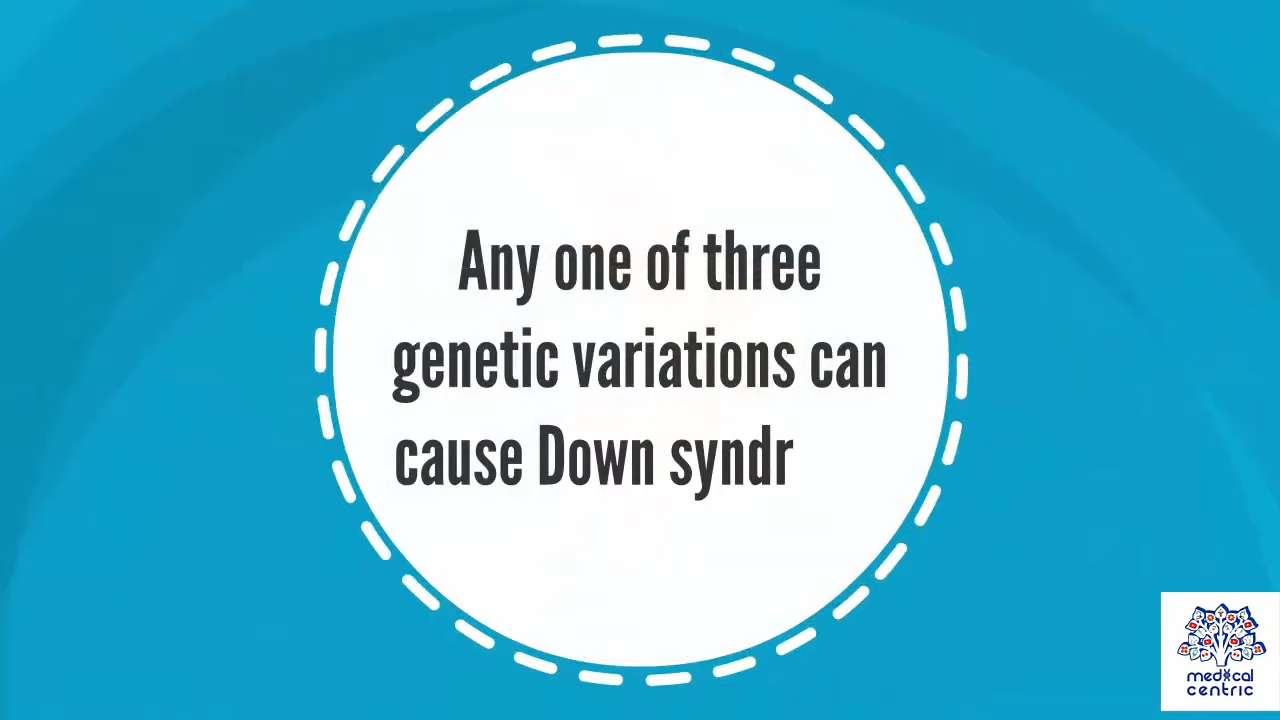 Any one of three
genetic variations can
cause Down syndr
medical
centric